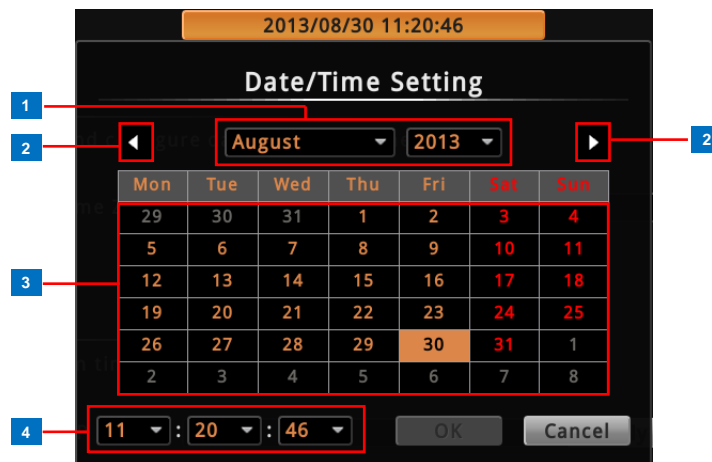 2013/08/30 11:20:46
Date/Time Setting
1
2
August 2013
2
Mon Tue Wed Thu Fri Sat Sun
29 30 31 1 2 3 4
5 6 7 8 9 10 11
3
12 13 14 15 16 17 18
19 20 21 22 23 24 25
26 27 28 29 30 31 1
2 3 4 5 6 7 8
4
11 : 20 : 46
OK
Cancel